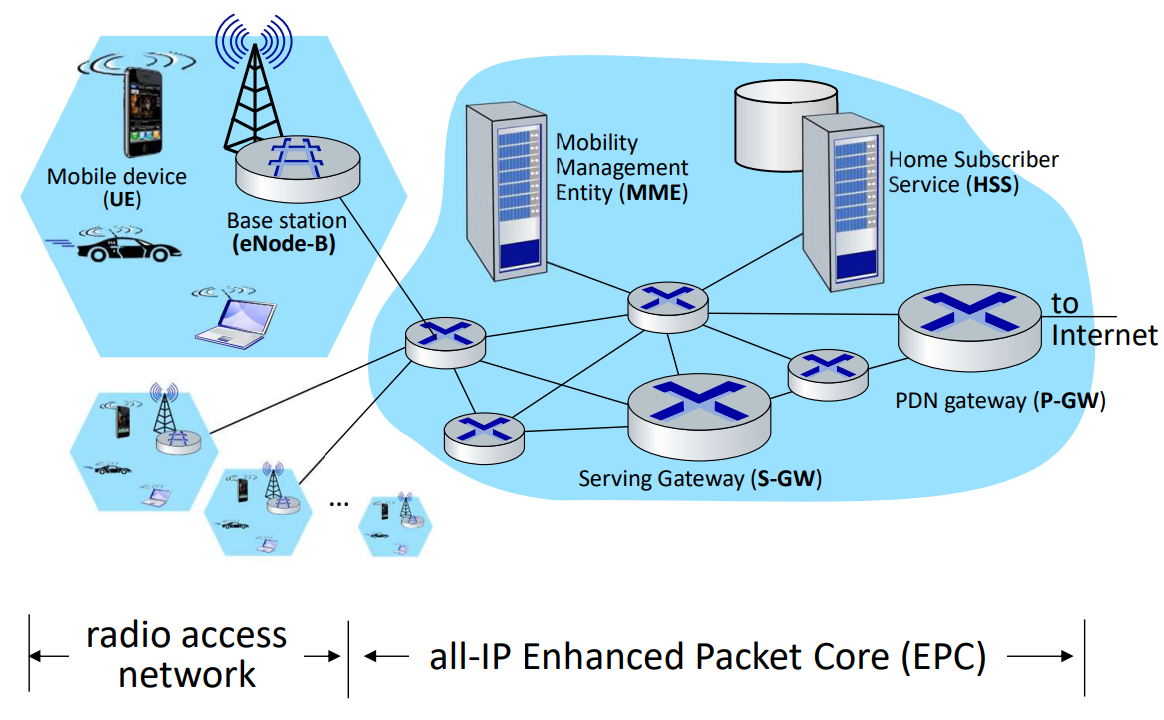 Mobile device
(UE)
Base station
(eNode-B)
Mobility
Management
Entity (MME)
Home Subscriber
Service (HSS)
to
Internet
PDN gateway (P-GW)
Serving Gateway (S-GW)
...
radio access
network
all-IP Enhanced Packet Core (EPC)